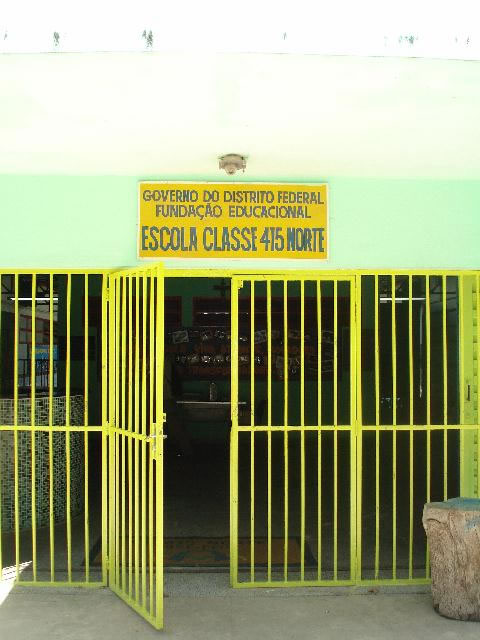 GOVERNO DO DISTRITO FEDERAL
FUNDAÇÃO EDUCACIONAL
ESCOLA CLASSE 415 NORTE